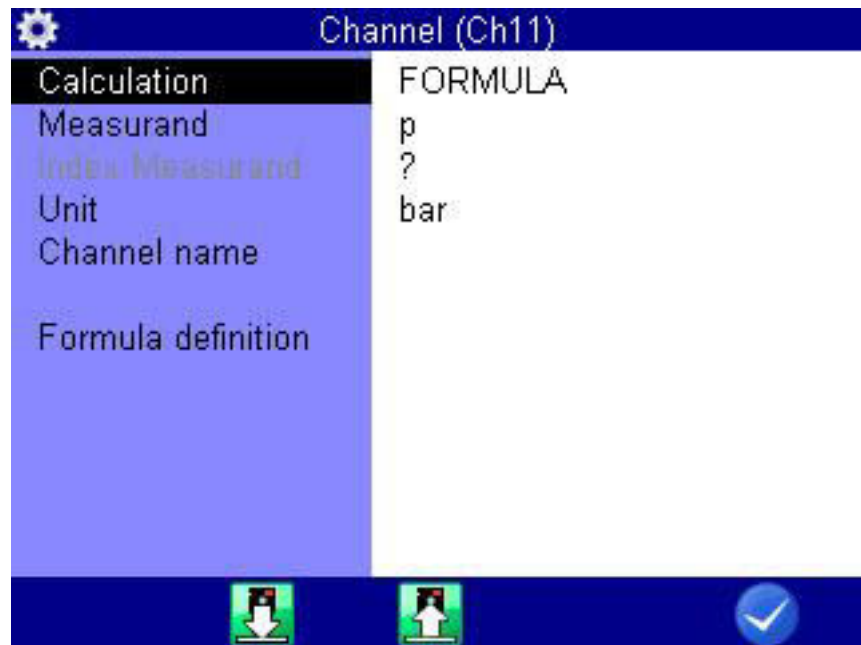 Channel (Ch11)
Calculation FORMULA
Measurand p
Index Measurand ?
Unit bar
Channel name
Formula definition